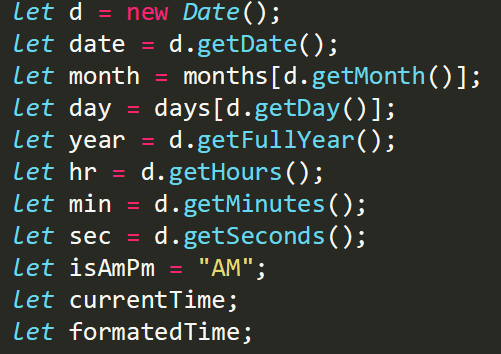 let d = new Date();
let date = d.getDate();
let month = months[d.getMonth()];
let day = days[d.getDay()];
let year = d.getFullYear();
let hr = d.getHours();
let min = d.getMinutes();
let sec = d.getSeconds();
let isAmPm = "AM";
let currentTime;
let formatedTime;